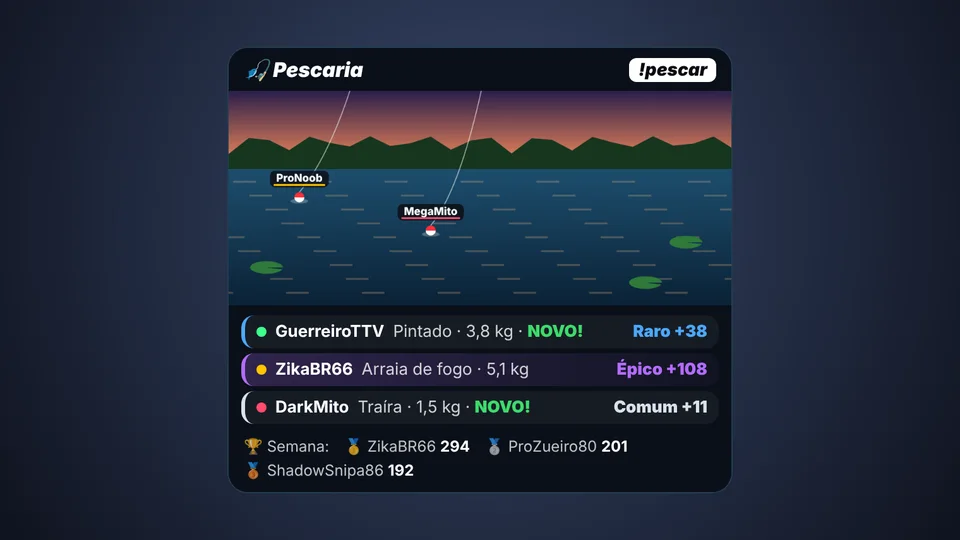 Pescaria
!pescar
ProNoob
MegaMito
GuerreiroTTV Pintado · 3,8 kg · NOVO! Raro +38
ZikaBR66 Arraia de fogo · 5,1 kg Épico +108
DarkMito Traíra · 1,5 kg · NOVO! Comum +11
🏆 Semana: 🥇 ZikaBR66 294 🥈 ProZueiro80 201
🥉 ShadowSnipa86 192